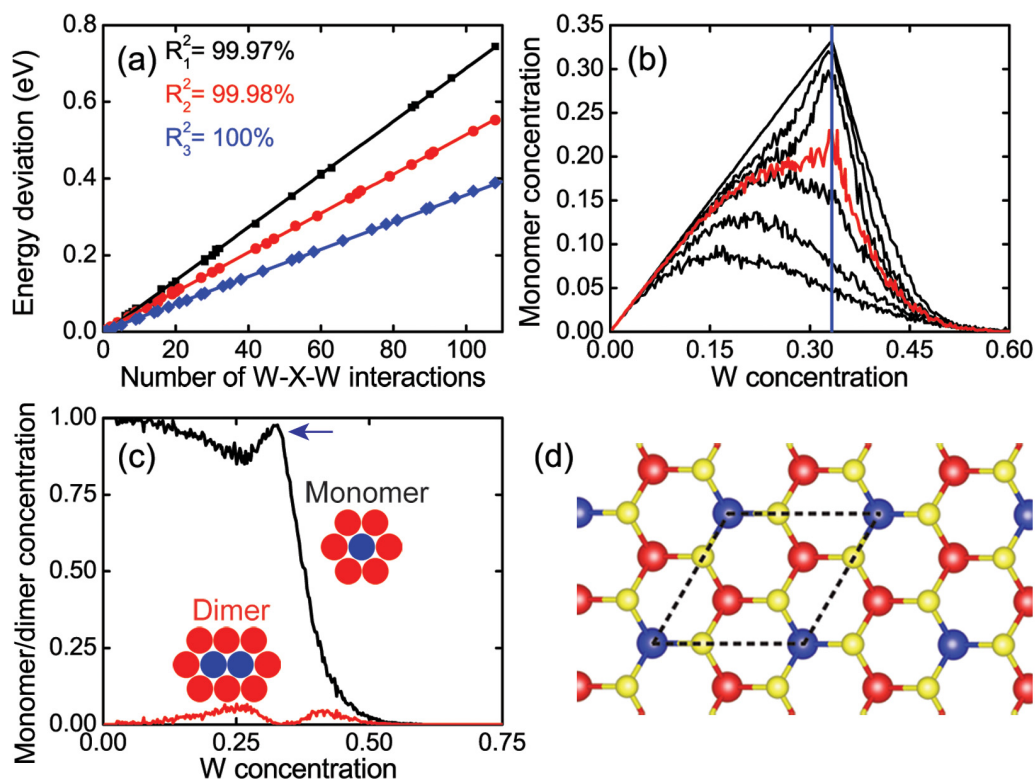 (a)
R₁²= 99.97%
R₂²= 99.98%
R₃²= 100%
Energy deviation (eV)
0.8
0.6
0.4
0.2
0.0
0 20 40 60 80 100
Number of W-X-W interactions
(b)
Monomer concentration
0.35
0.30
0.25
0.20
0.15
0.10
0.05
0.00
0.00 0.15 0.30 0.45 0.60
W concentration
(c)
Monomer/dimer concentration
1.00
0.75
0.50
0.25
0.00
Monomer
Dimer
0.00 0.25 0.50 0.75
W concentration
(d)